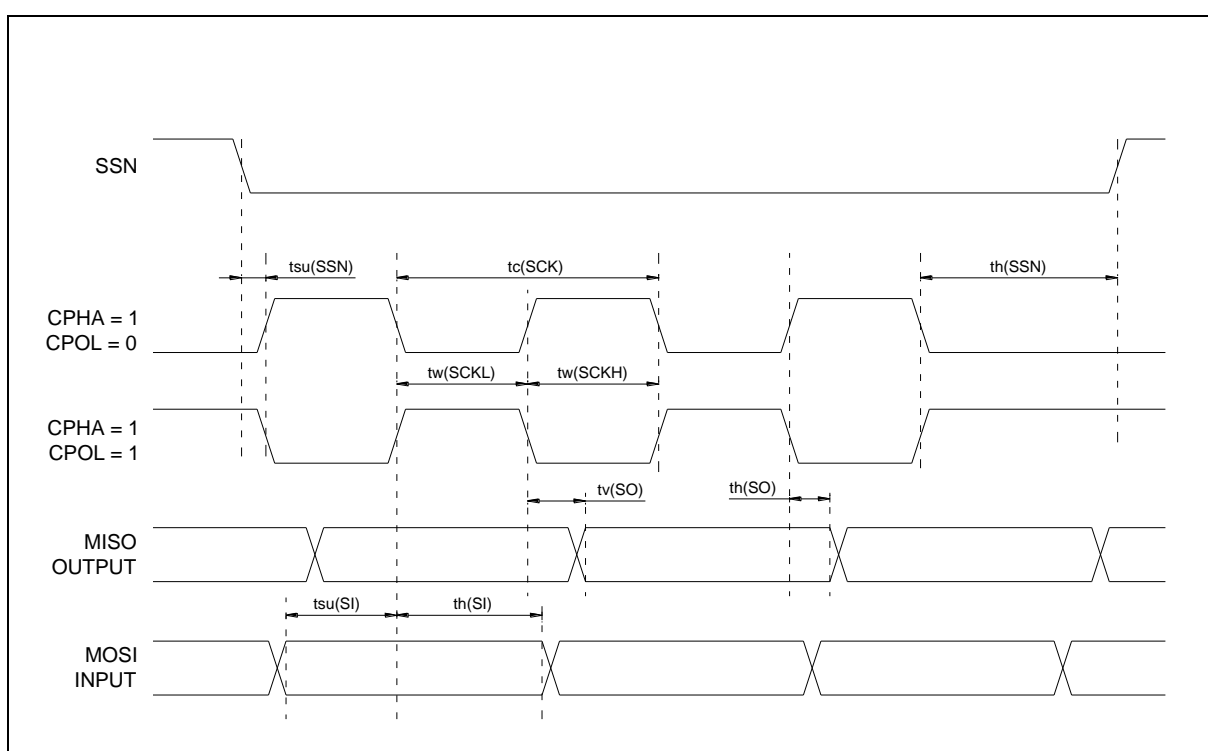 SSN
tsu(SSN)
tc(SCK)
th(SSN)
CPHA = 1
CPOL = 0
tw(SCKL)
tw(SCKH)
CPHA = 1
CPOL = 1
tv(SO)
th(SO)
MISO
OUTPUT
tsu(SI)
th(SI)
MOSI
INPUT